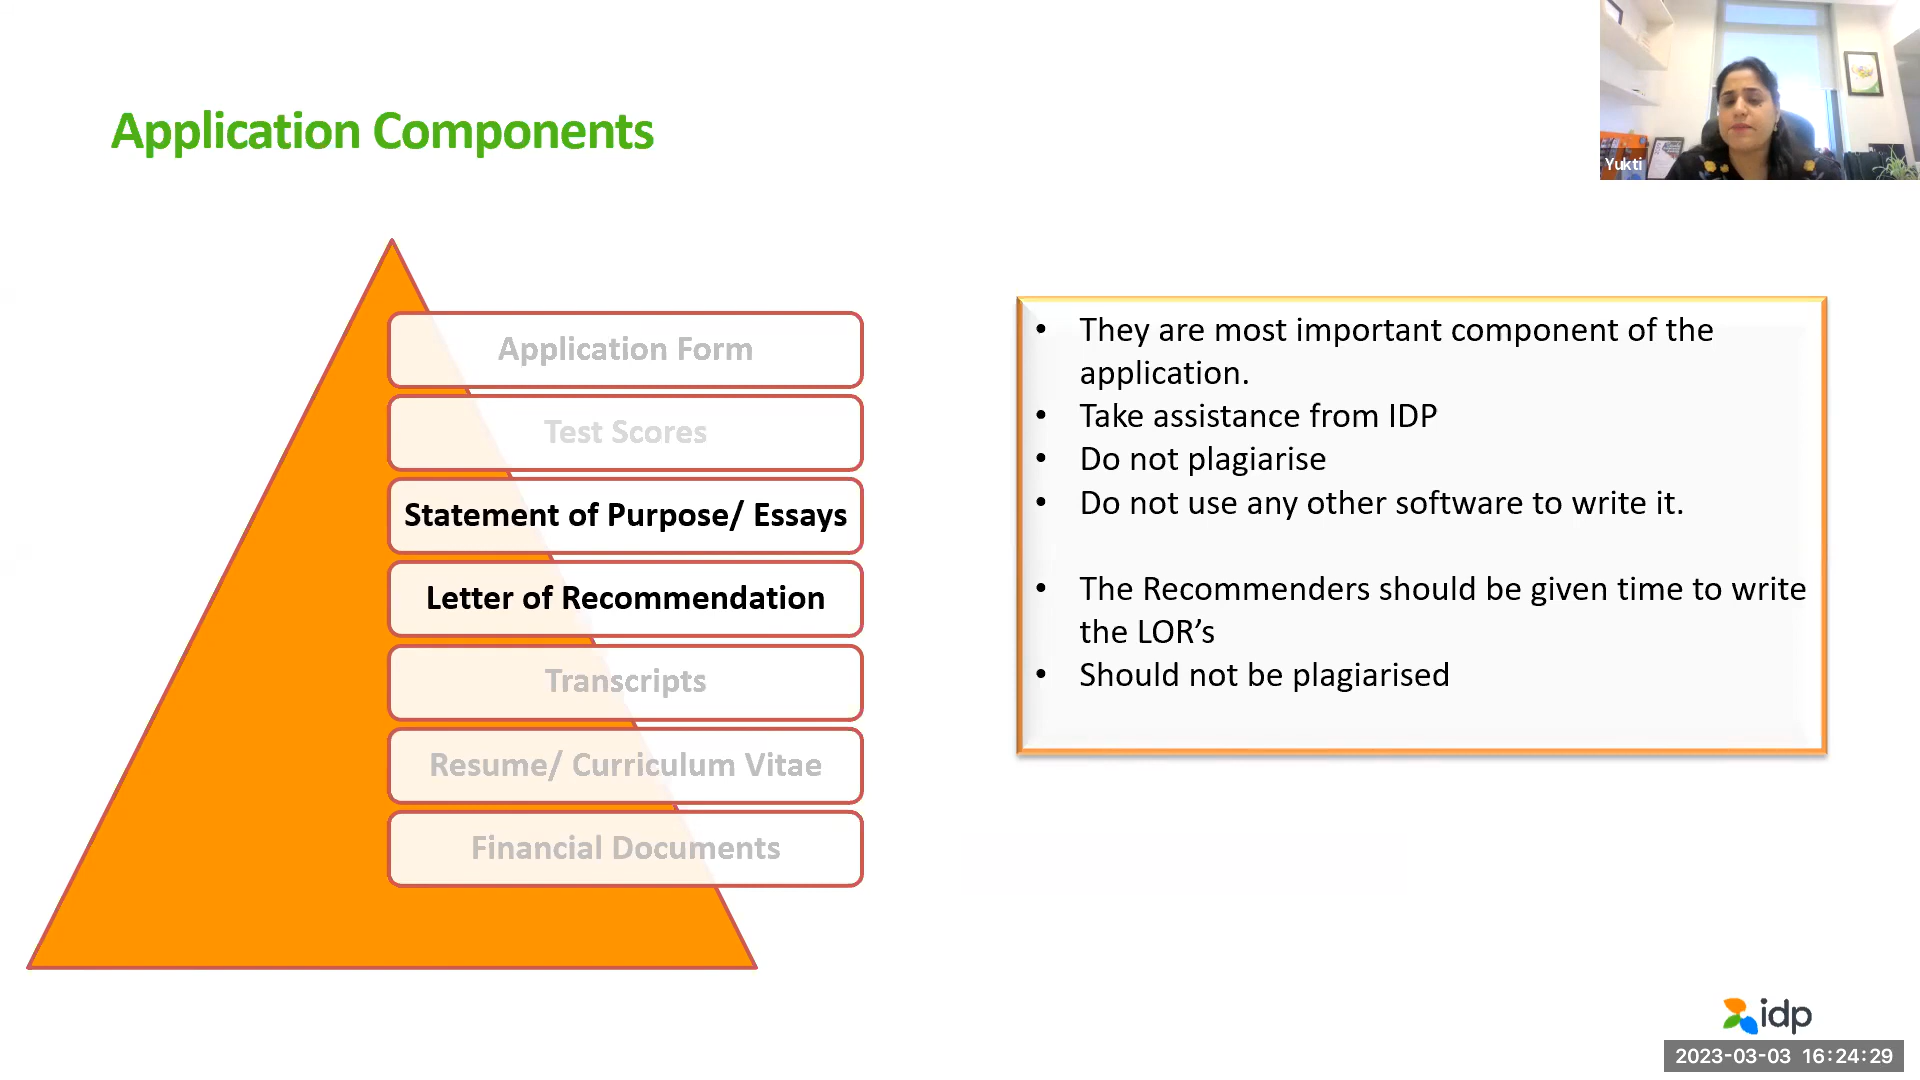 Application Components
Yukti
Application Form
Test Scores
Statement of Purpose/ Essays
Letter of Recommendation
Transcripts
Resume/ Curriculum Vitae
Financial Documents
• They are most important component of the
application.
• Take assistance from IDP
• Do not plagiarise
• Do not use any other software to write it.
• The Recommenders should be given time to write
the LOR’s
• Should not be plagiarised
idp
2023-03-03 16:24:29